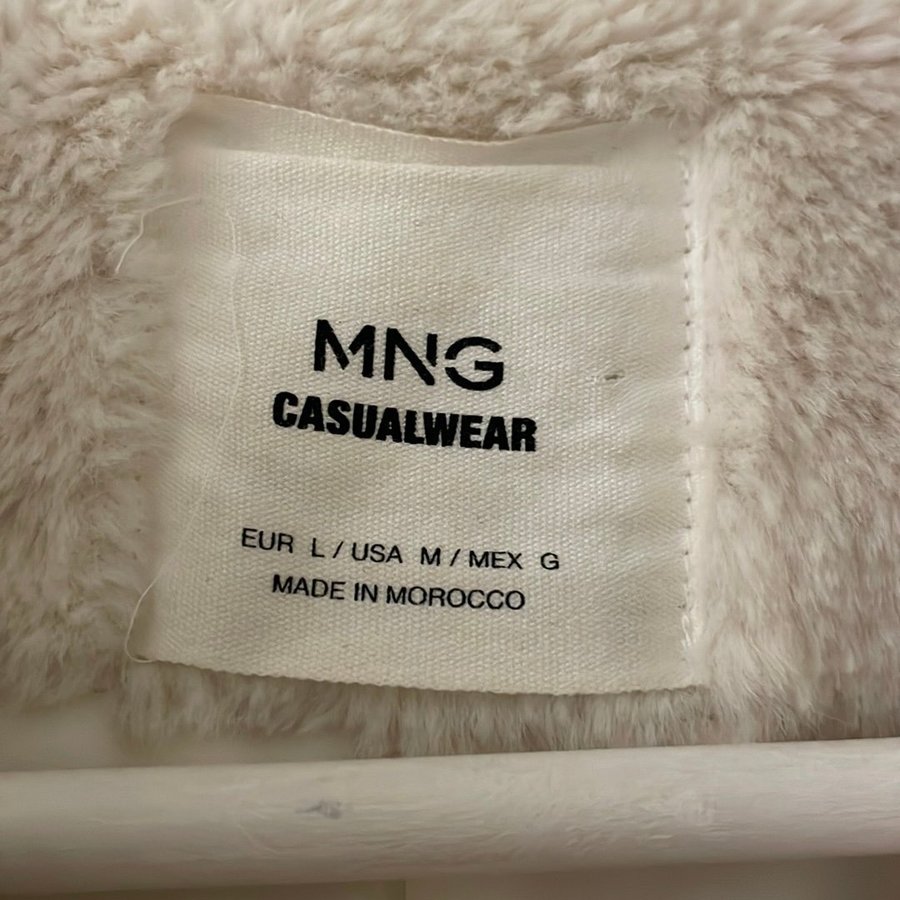 MNG
CASUALWEAR
EUR L / USA M / MEX G
MADE IN MOROCCO